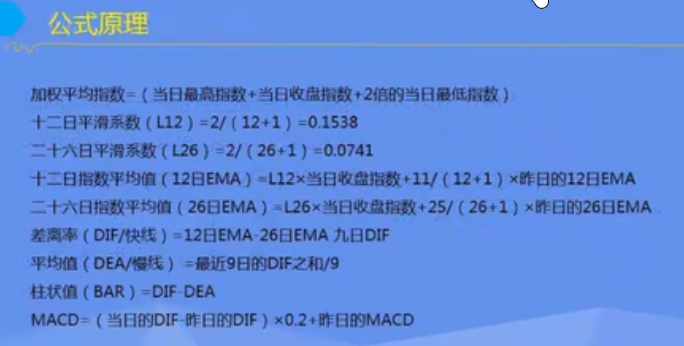 公式原理
加权平均指数=（当日最高指数+当日收盘指数+2倍的当日最低指数）
十二日平滑系数（L12）=2/（12+1）=0.1538
二十六日平滑系数（L26）=2/（26+1）=0.0741
十二日指数平均值（12日EMA）=L12×当日收盘指数+11/（12+1）×昨日的12日EMA
二十六日指数平均值（26日EMA）=L26×当日收盘指数+25/（26+1）×昨日的26日EMA
差离率（DIF/快线）=12日EMA-26日EMA 九日DIF
平均值（DEA/慢线） =最近9日的DIF之和/9
柱状值（BAR）=DIF-DEA
MACD=（当日的DIF-昨日的DIF）×0.2+昨日的MACD